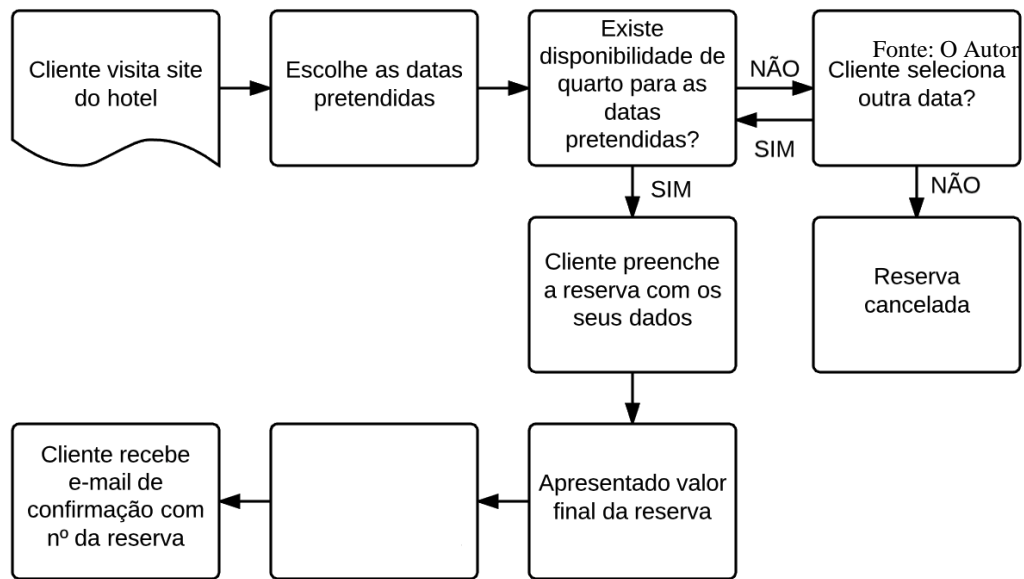 Cliente visita site
do hotel
Escolhe as datas
pretendidas
Existe
disponibilidade de
quarto para as
datas
pretendidas?
NÃO
SIM
Fonte: O Autor
Cliente seleciona
outra data?
SIM
NÃO
Cliente preenche
a reserva com os
seus dados
Reserva
cancelada
Cliente recebe
e-mail de
confirmação com
nº da reserva
Apresentado valor
final da reserva